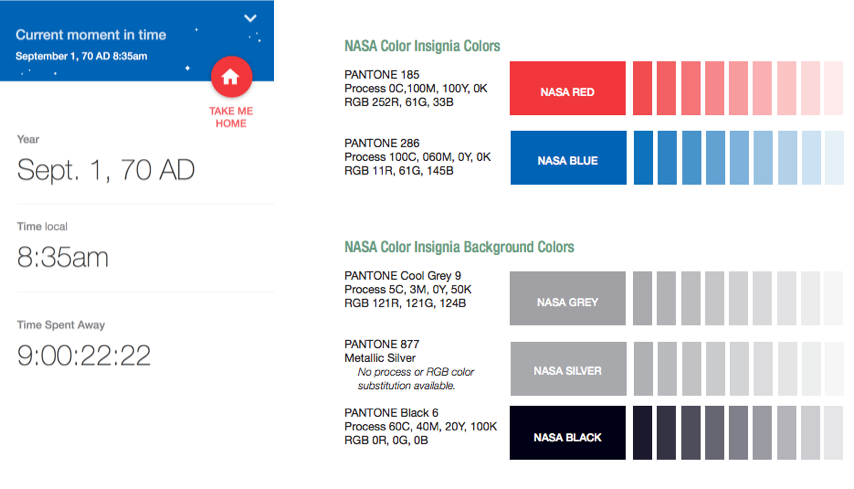 Current moment in time
September 1, 70 AD 8:35am
TAKE ME
HOME
Year
Sept. 1, 70 AD
Time local
8:35am
Time Spent Away
9:00:22:22
NASA Color Insignia Colors
PANTONE 185
Process 0C,100M, 100Y, 0K
RGB 252R, 61G, 33B
NASA RED
PANTONE 286
Process 100C, 060M, 0Y, 0K
RGB 11R, 61G, 145B
NASA BLUE
NASA Color Insignia Background Colors
PANTONE Cool Grey 9
Process 5C, 3M, 0Y, 50K
RGB 121R, 121G, 124B
NASA GREY
PANTONE 877
Metallic Silver
No process or RGB color
substitution available.
NASA SILVER
PANTONE Black 6
Process 60C, 40M, 20Y, 100K
RGB 0R, 0G, 0B
NASA BLACK